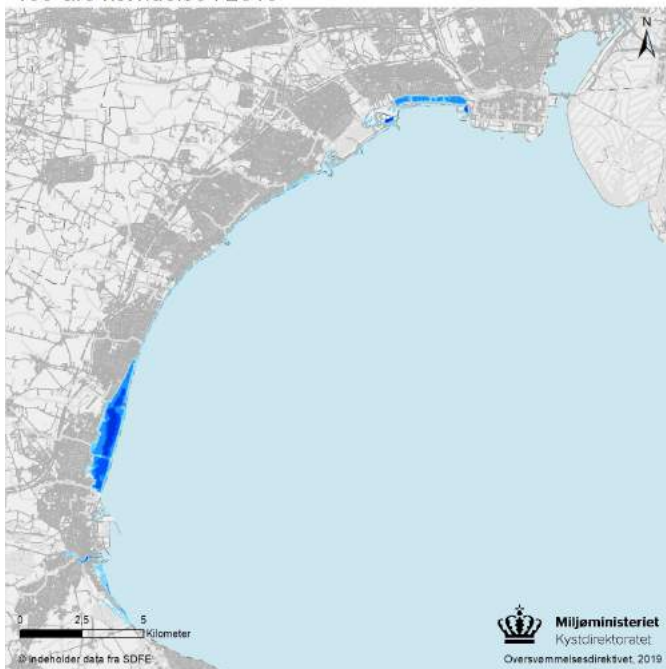 N
0 2,5 5
Kilometer
© Indeholder data fra SDFE
Miljøministeriet
Kystdirektoratet
Oversvømmelsesdirektivet, 2019